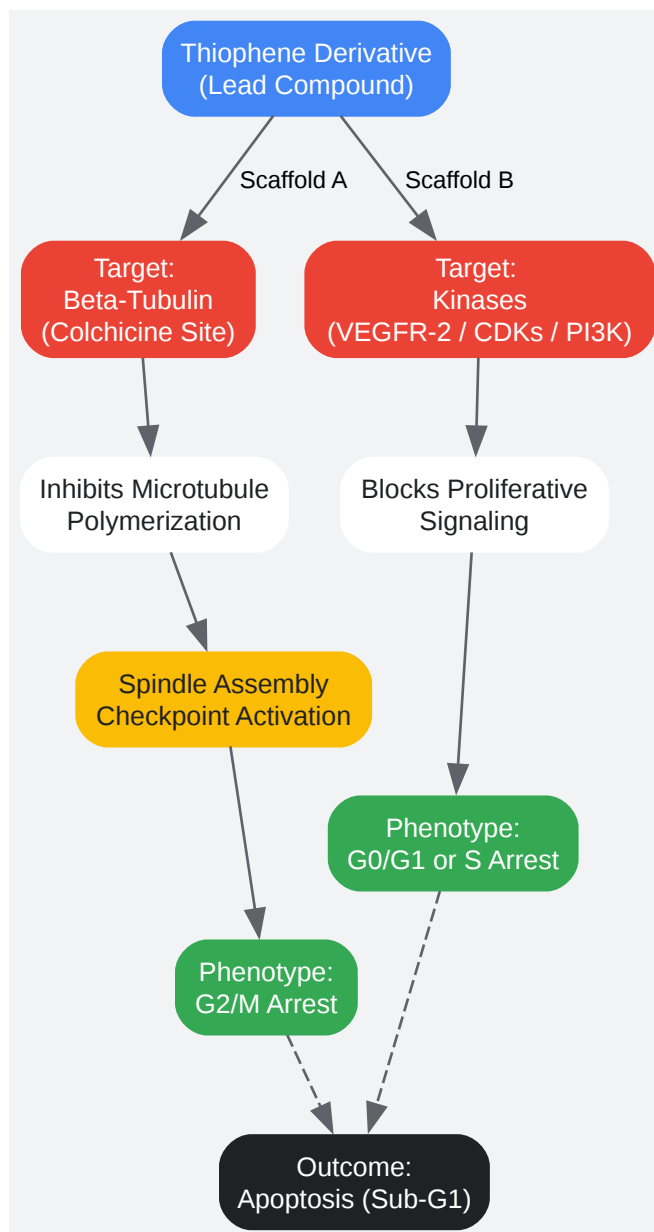 Thiophene Derivative
(Lead Compound)
Scaffold A
Scaffold B
Target:
Beta-Tubulin
(Colchicine Site)
Target:
Kinases
(VEGFR-2 / CDKs / PI3K)
Inhibits Microtubule
Polymerization
Blocks Proliferative
Signaling
Spindle Assembly
Checkpoint Activation
Phenotype:
G0/G1 or S Arrest
Phenotype:
G2/M Arrest
Outcome:
Apoptosis (Sub-G1)